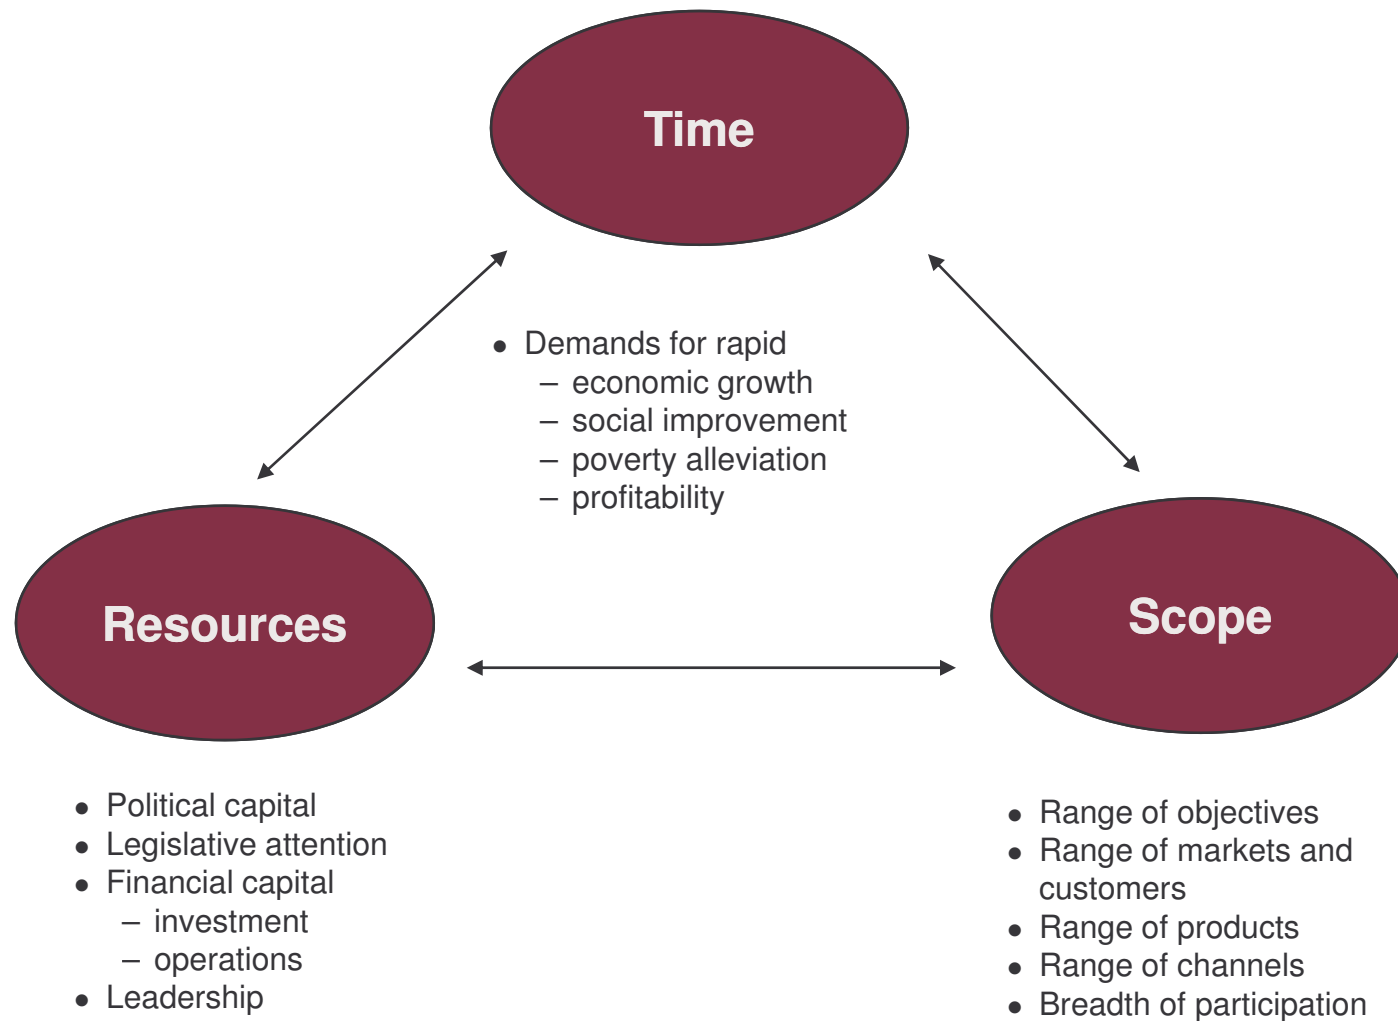 Time
● Demands for rapid
– economic growth
– social improvement
– poverty alleviation
– profitability
Resources
Scope
● Political capital
● Legislative attention
● Financial capital
– investment
– operations
● Leadership
● Range of objectives
● Range of markets and
customers
● Range of products
● Range of channels
● Breadth of participation